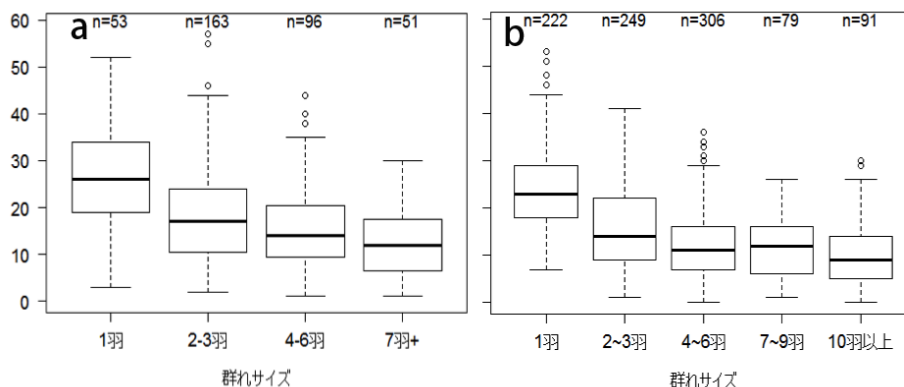 a
n=53 n=163 n=96 n=51
60
50
40
30
20
10
0
1羽 2-3羽 4-6羽 7羽+
群れサイズ
b
n=222 n=249 n=306 n=79 n=91
1羽 2~3羽 4~6羽 7~9羽 10羽以上
群れサイズ